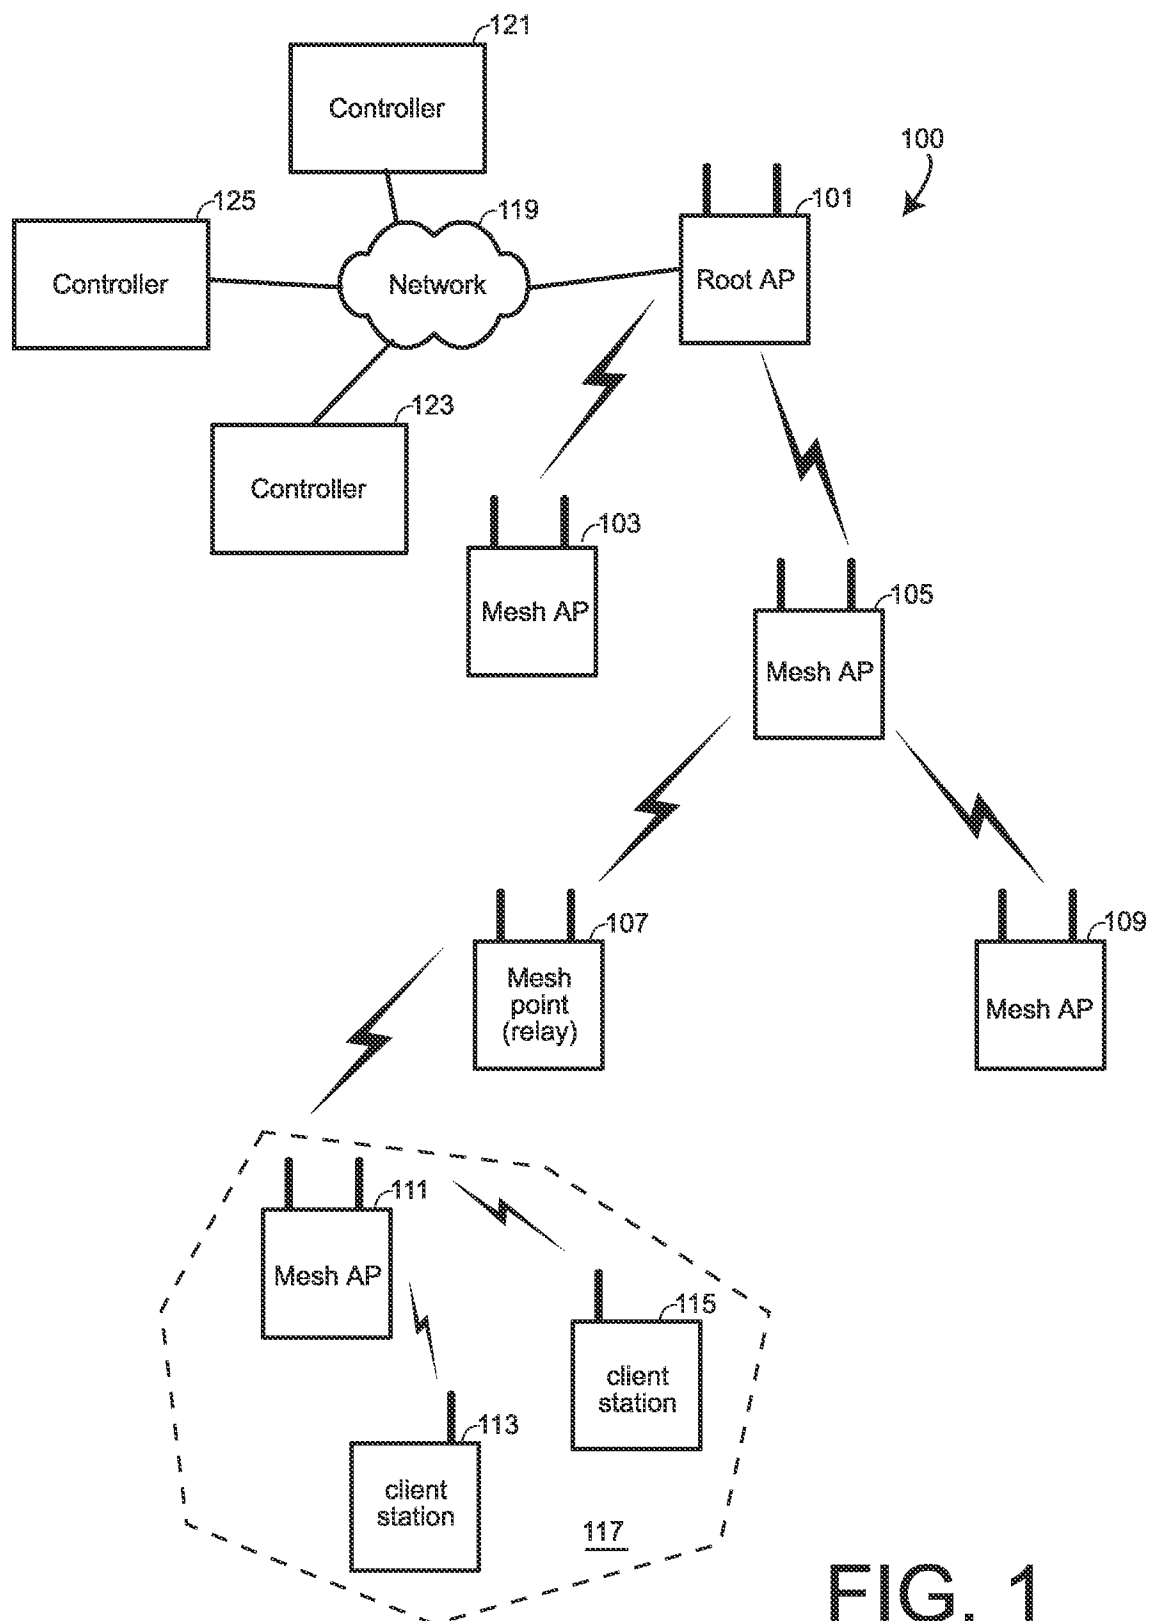 121
Controller
100
125
119
101
Controller
Network
Root AP
123
Controller
103
Mesh AP
105
Mesh AP
107
109
Mesh
point
(relay)
Mesh AP
111
Mesh AP
115
client
station
113
client
station
117
FIG. 1